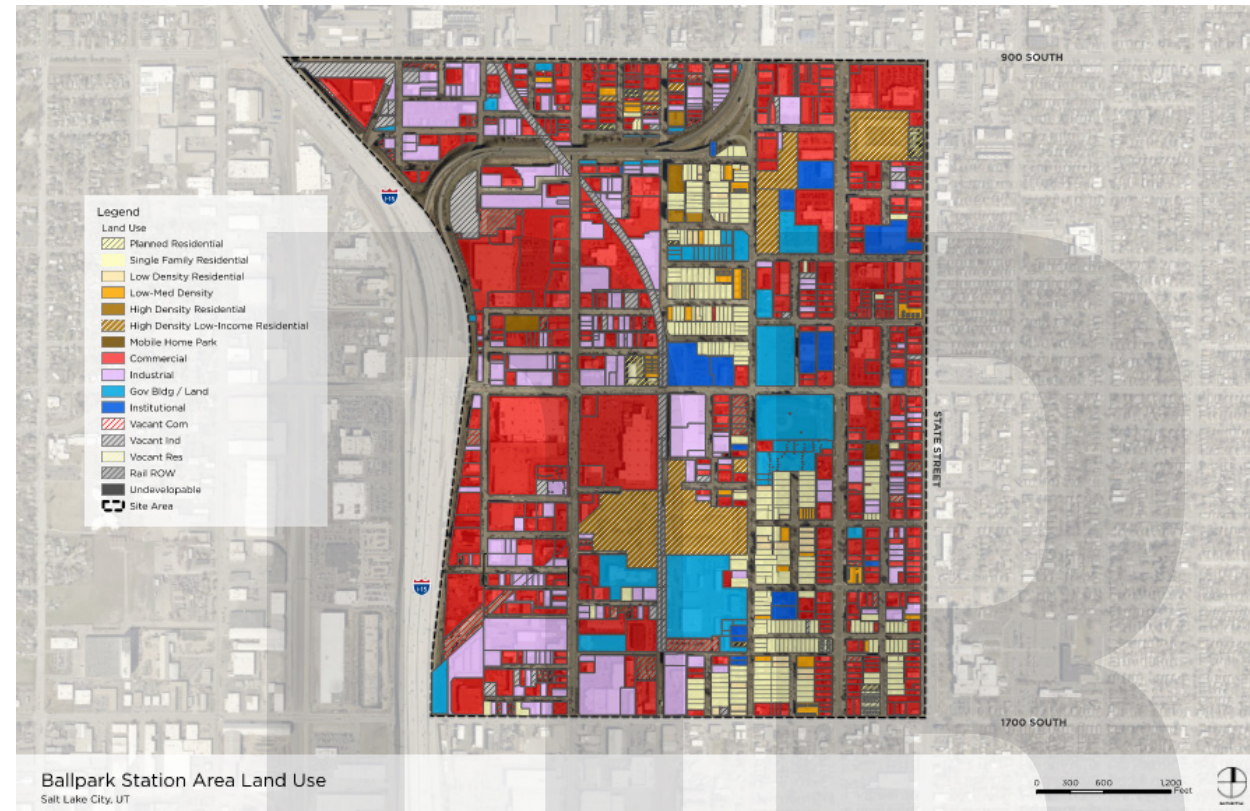 900 SOUTH
I-15
Legend
Land Use
Planned Residential
Single Family Residential
Low Density Residential
Low-Med Density
High Density Residential
High Density Low-Income Residential
Mobile Home Park
Commercial
Industrial
Gov Bldg / Land
Institutional
Vacant Com
Vacant Ind
Vacant Res
Rail ROW
Undevelopable
Site Area
STATE STREET
I-15
1700 SOUTH
Ballpark Station Area Land Use
Salt Lake City, UT
0 300 600 1,200
Feet